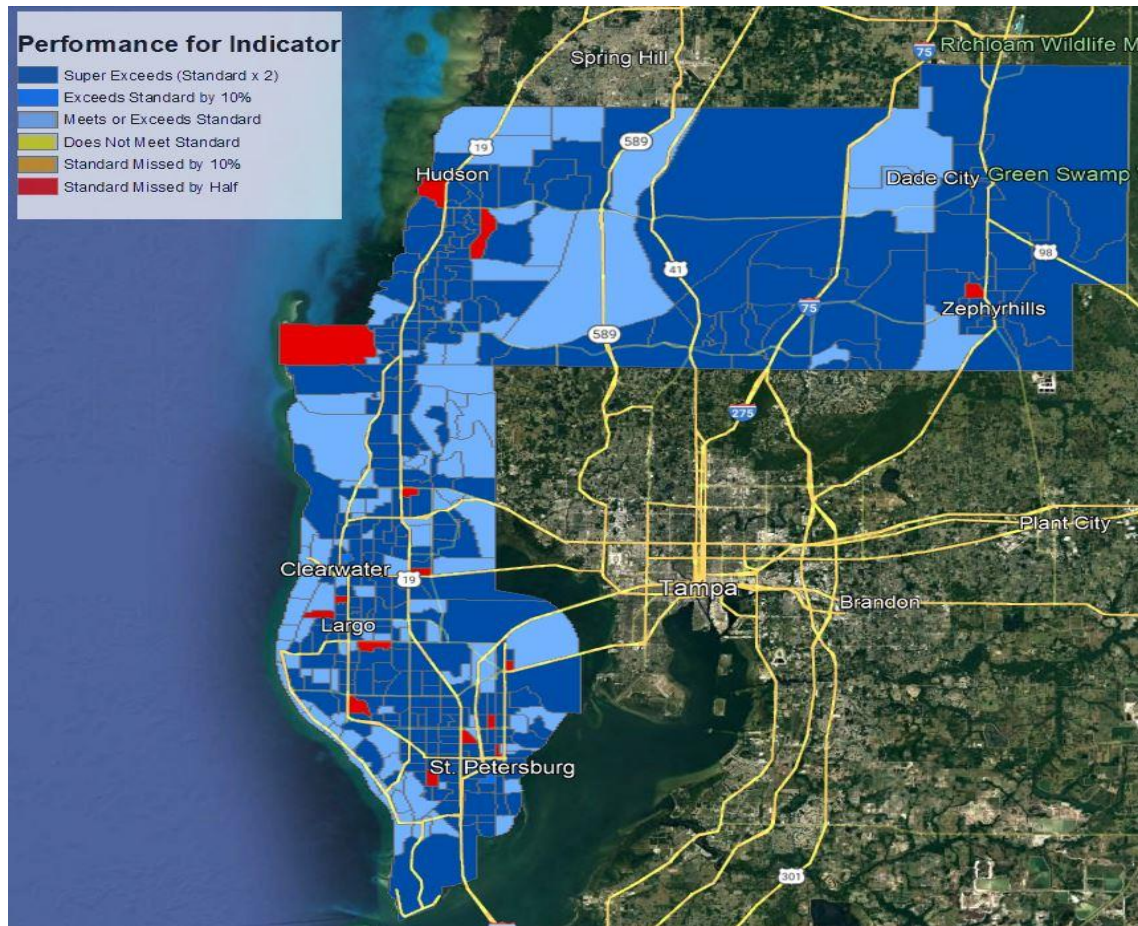 Performance for Indicator
Super Exceeds (Standard x 2)
Exceeds Standard by 10%
Meets or Exceeds Standard
Does Not Meet Standard
Standard Missed by 10%
Standard Missed by Half
Spring Hill
75
Richloam Wildlife M
19
589
Hudson
Dade City
Green Swamp
98
41
75
Zephyrhills
589
275
Plant City
Clearwater
19
Tampa
Brandon
Largo
St. Petersburg
301